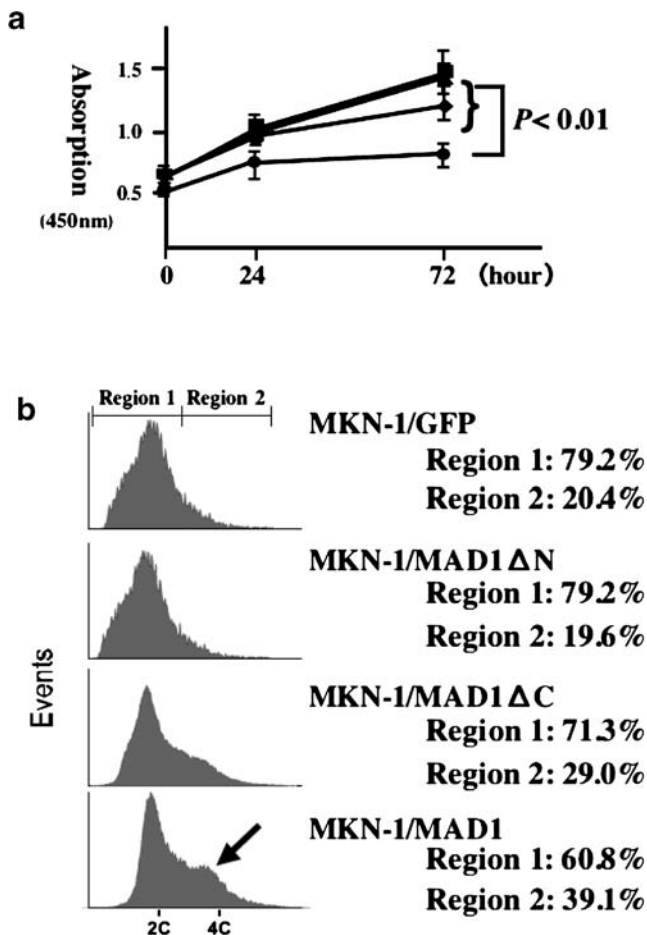 a
Absorption
(450nm)
1.5
1.0
0.5
P< 0.01
0 24 72 (hour)
b
Region 1 Region 2
MKN-1/GFP
Region 1: 79.2%
Region 2: 20.4%
MKN-1/MAD1ΔN
Region 1: 79.2%
Region 2: 19.6%
Events
MKN-1/MAD1ΔC
Region 1: 71.3%
Region 2: 29.0%
MKN-1/MAD1
Region 1: 60.8%
Region 2: 39.1%
2C 4C